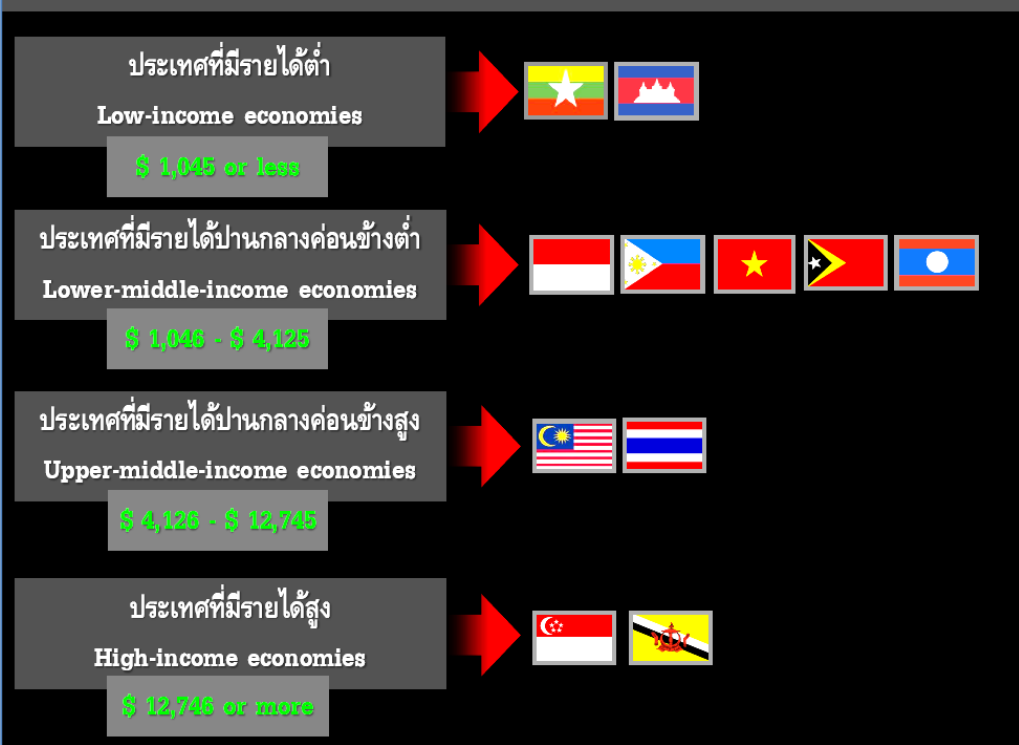 ประเทศที่มีรายได้ต่ำ
Low-income economies
$ 1,045 or less
ประเทศที่มีรายได้ปานกลางค่อนข้างต่ำ
Lower-middle-income economies
$ 1,046 - $ 4,125
ประเทศที่มีรายได้ปานกลางค่อนข้างสูง
Upper-middle-income economies
$ 4,126 - $ 12,745
ประเทศที่มีรายได้สูง
High-income economies
$ 12,746 or more